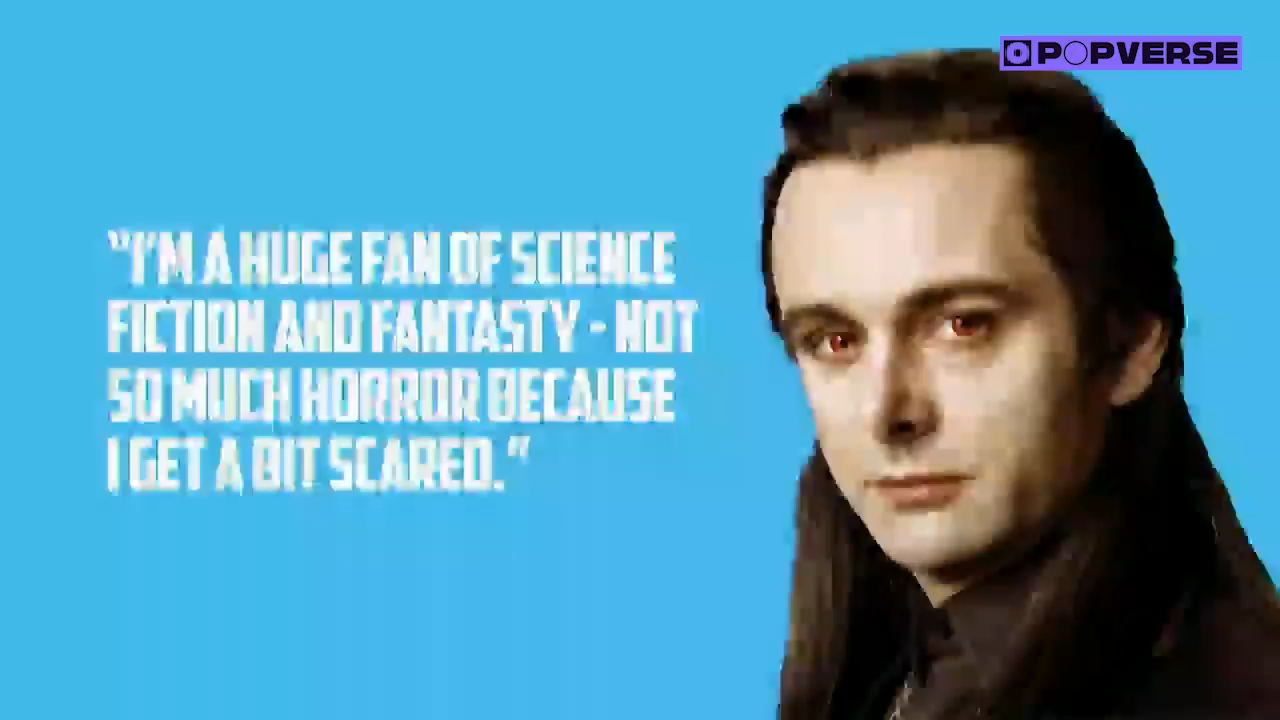 POPVERSE
"I'M A HUGE FAN OF SCIENCE
FICTION AND FANTASTY - NOT
SO MUCH HORROR BECAUSE
I GET A BIT SCARED."